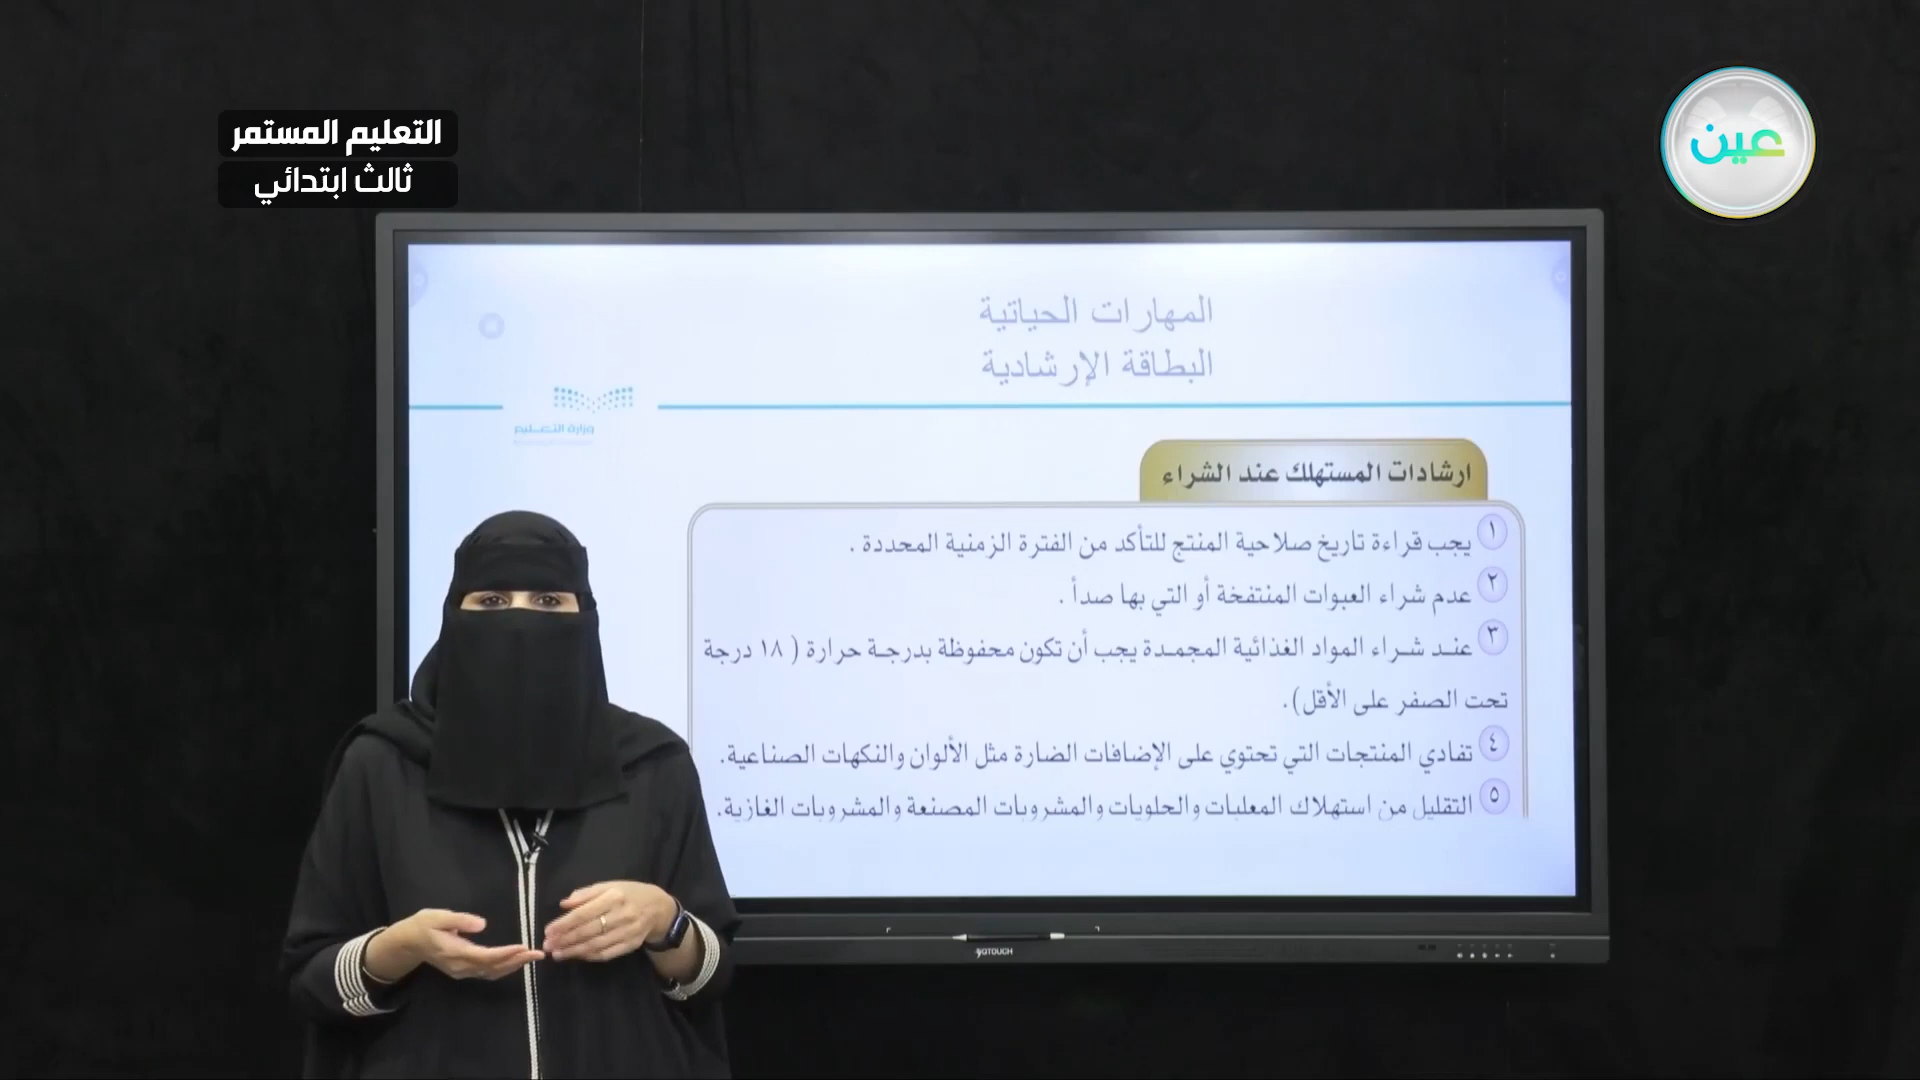 التعليم المستمر
ثالث ابتدائي
عين
المهارات الحياتية
البطاقة الإرشادية
وزارة التعليم
ارشادات المستهلك عند الشراء
١ يجب قراءة تاريخ صلاحية المنتج للتأكد من الفترة الزمنية المحددة .
٢ عدم شراء العبوات المنتفخة أو التي بها صدأ .
٣ عند شراء المواد الغذائية المجمدة يجب أن تكون محفوظة بدرجة حرارة ( ١٨ درجة
تحت الصفر على الأقل).
٤ تفادي المنتجات التي تحتوي على الإضافات الضارة مثل الألوان والنكهات الصناعية.
٥ التقليل من استهلاك المعلبات والحلويات والمشروبات المصنعة والمشروبات الغازية.